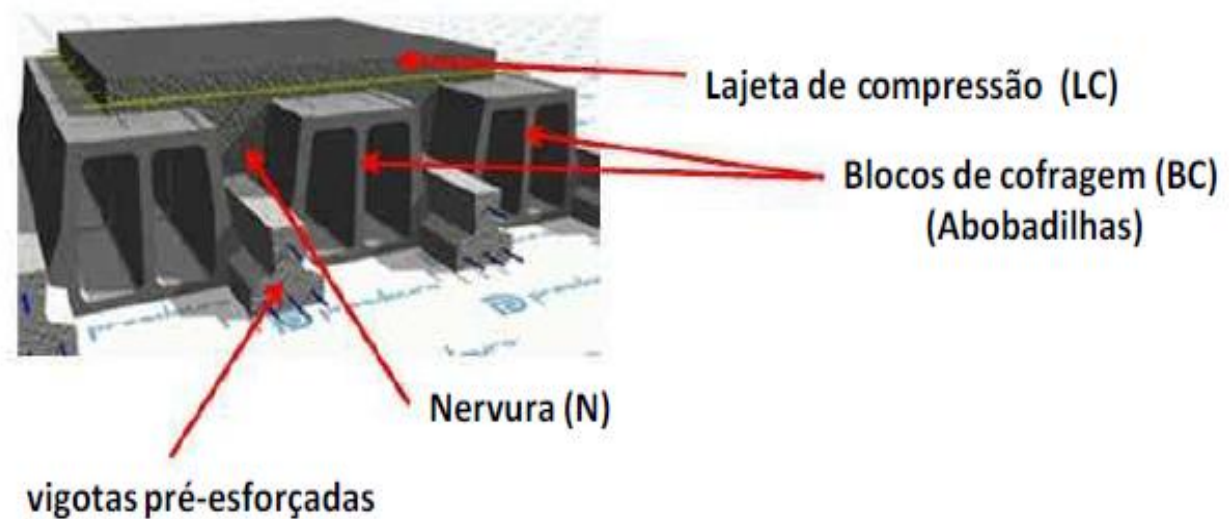 Lajeta de compressão (LC)
Blocos de cofragem (BC)
(Abobadilhas)
Nervura (N)
vigotas pré-esforçadas